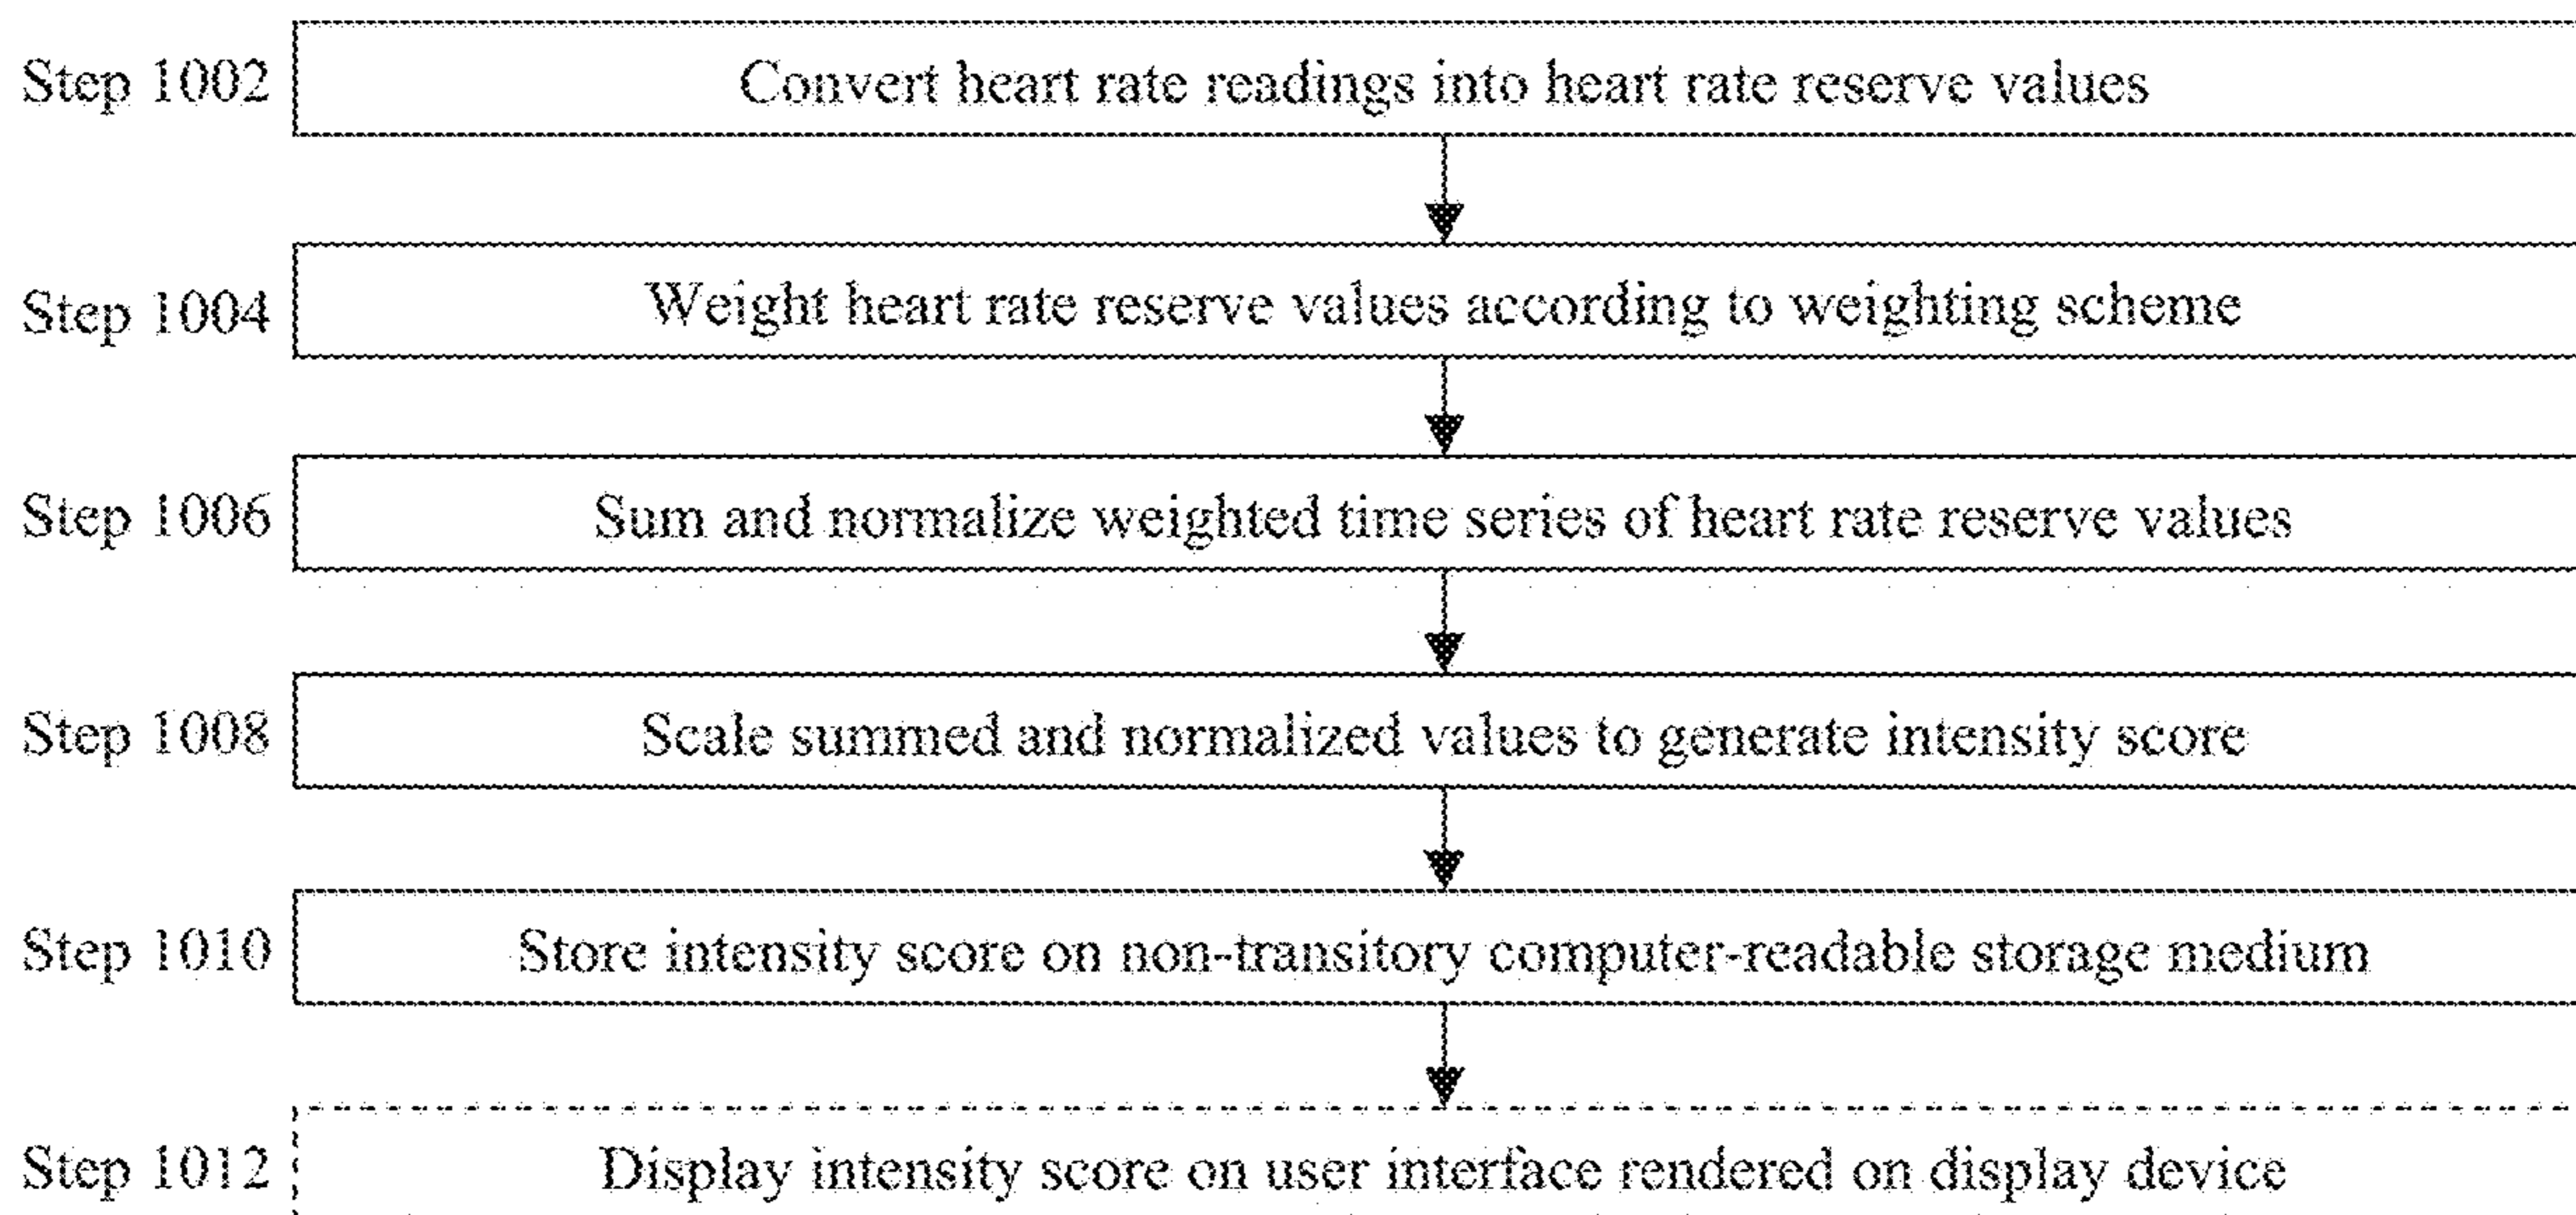 Step 1002 Convert heart rate readings into heart rate reserve values
Step 1004 Weight heart rate reserve values according to weighting scheme
Step 1006 Sum and normalize weighted time series of heart rate reserve values
Step 1008 Scale summed and normalized values to generate intensity score
Step 1010 Store intensity score on non-transitory computer-readable storage medium
Step 1012 Display intensity score on user interface rendered on display device